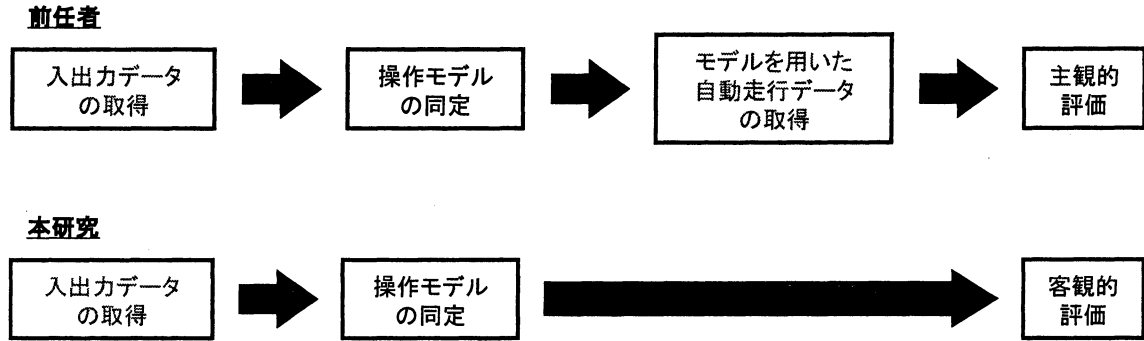 前任者
入出力データ
の取得
操作モデル
の同定
モデルを用いた
自動走行データ
の取得
主観的
評価
本研究
入出力データ
の取得
操作モデル
の同定
客観的
評価